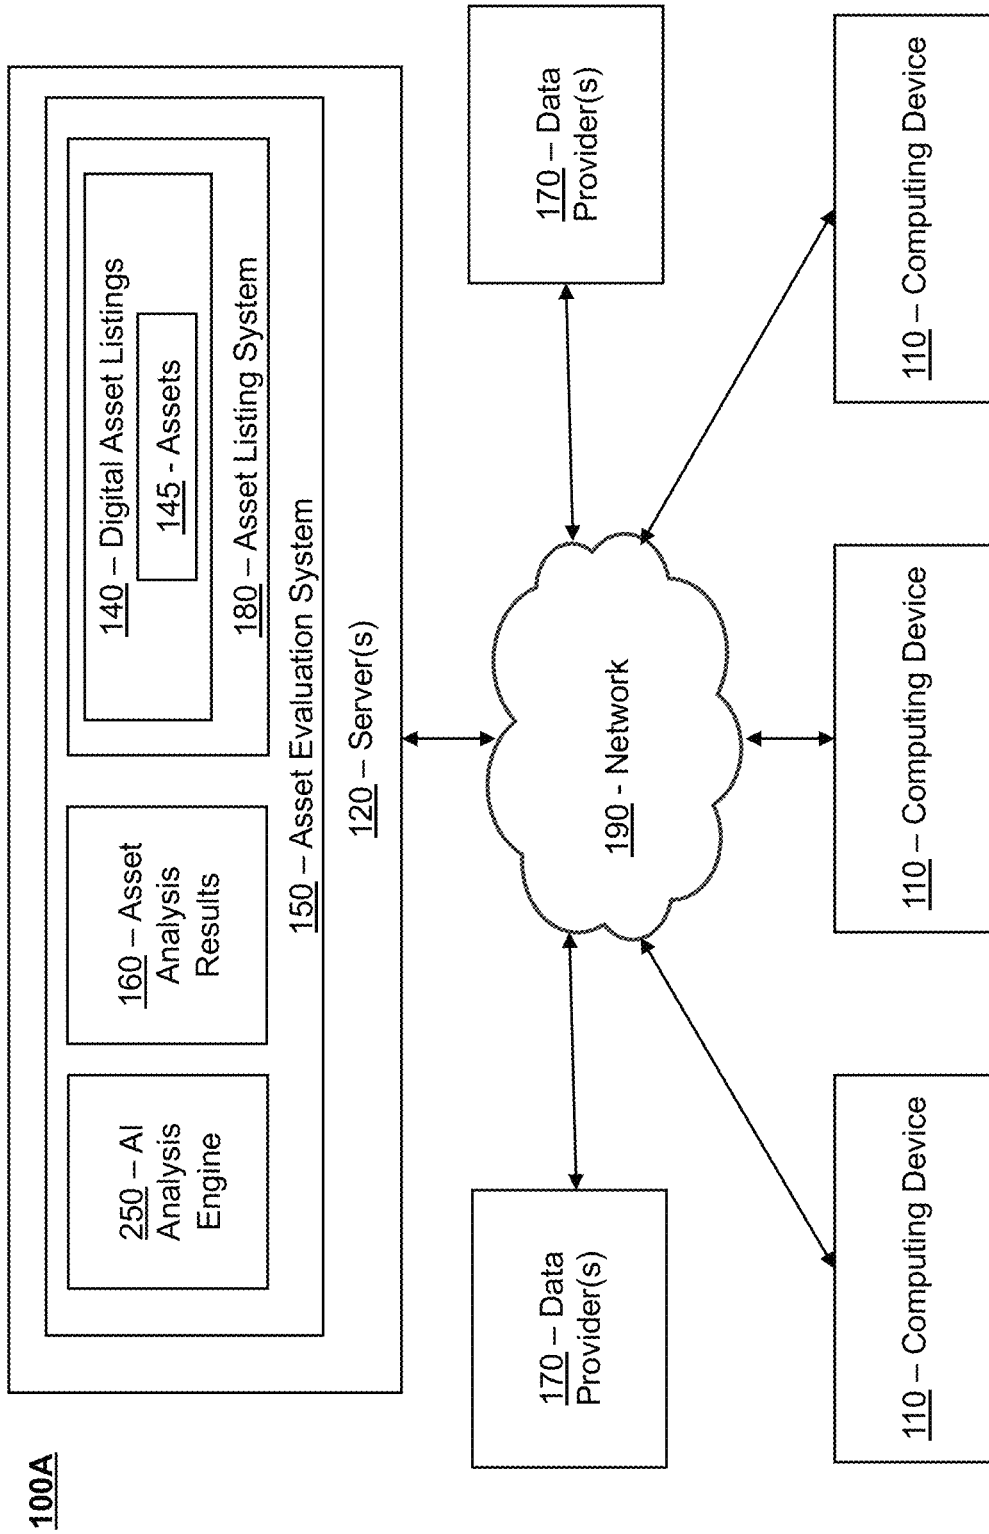 100A
250 – AI
Analysis
Engine
160 – Asset
Analysis
Results
140 – Digital Asset Listings
145 - Assets
180 – Asset Listing System
150 – Asset Evaluation System
120 – Server(s)
170 – Data
Provider(s)
190 - Network
170 – Data
Provider(s)
110 – Computing Device
110 – Computing Device
110 – Computing Device